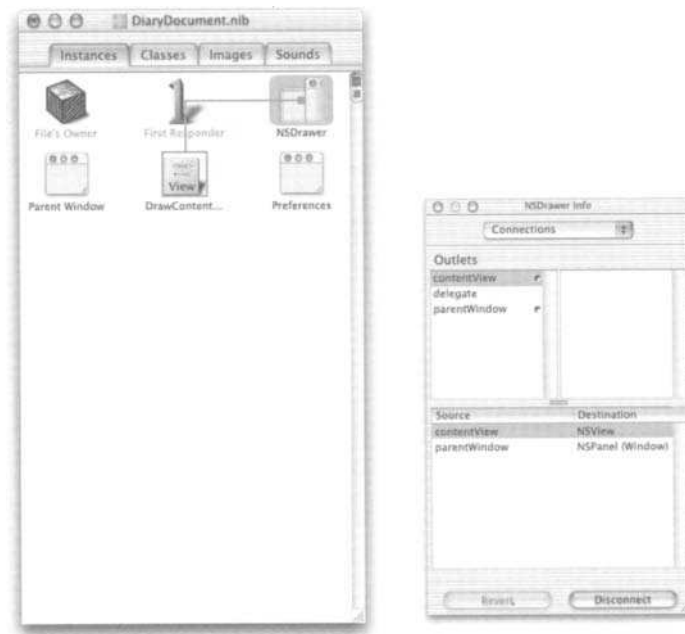 DiaryDocument.nib
Instances Classes Images Sounds
File's Owner First Responder NSDrawer
View
Parent Window DrawContent... Preferences
NSDrawer Info
Connections
Outlets
contentView
delegate
parentWindow
Source Destination
contentView NSView
parentWindow NSPanel (Window)
Revert Disconnect